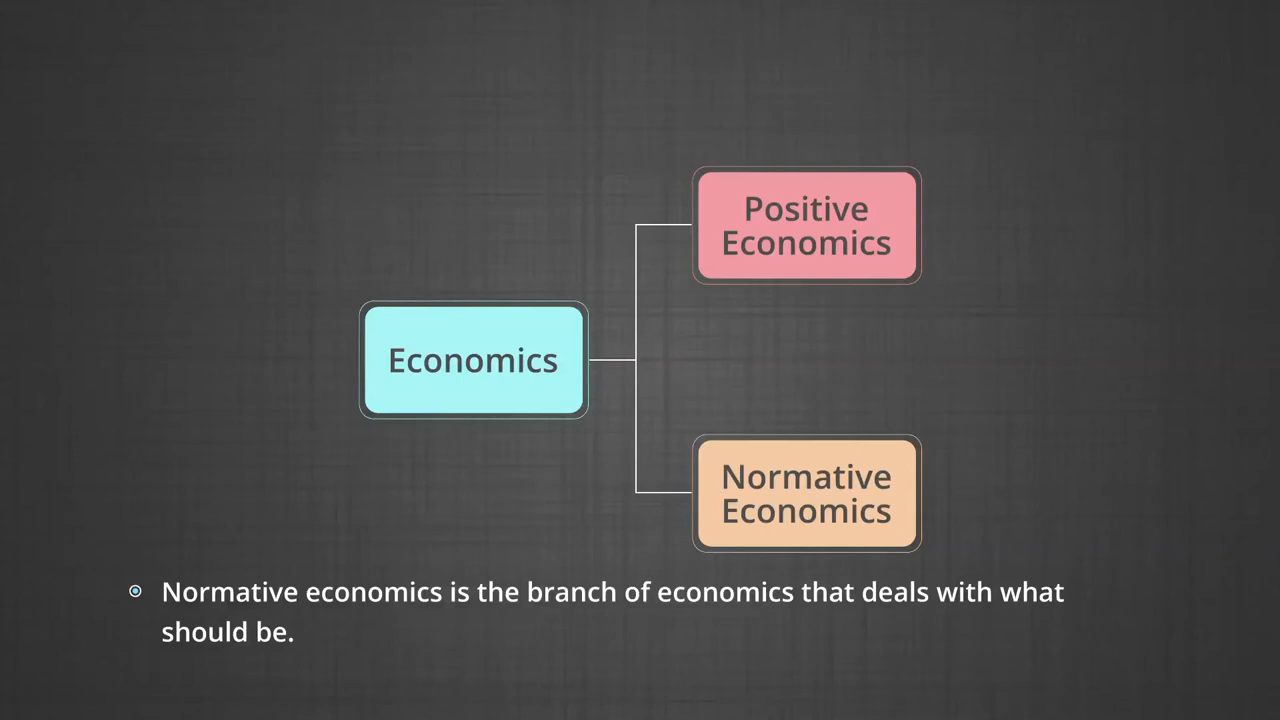 Positive
Economics
Economics
Normative
Economics
Normative economics is the branch of economics that deals with what
should be.